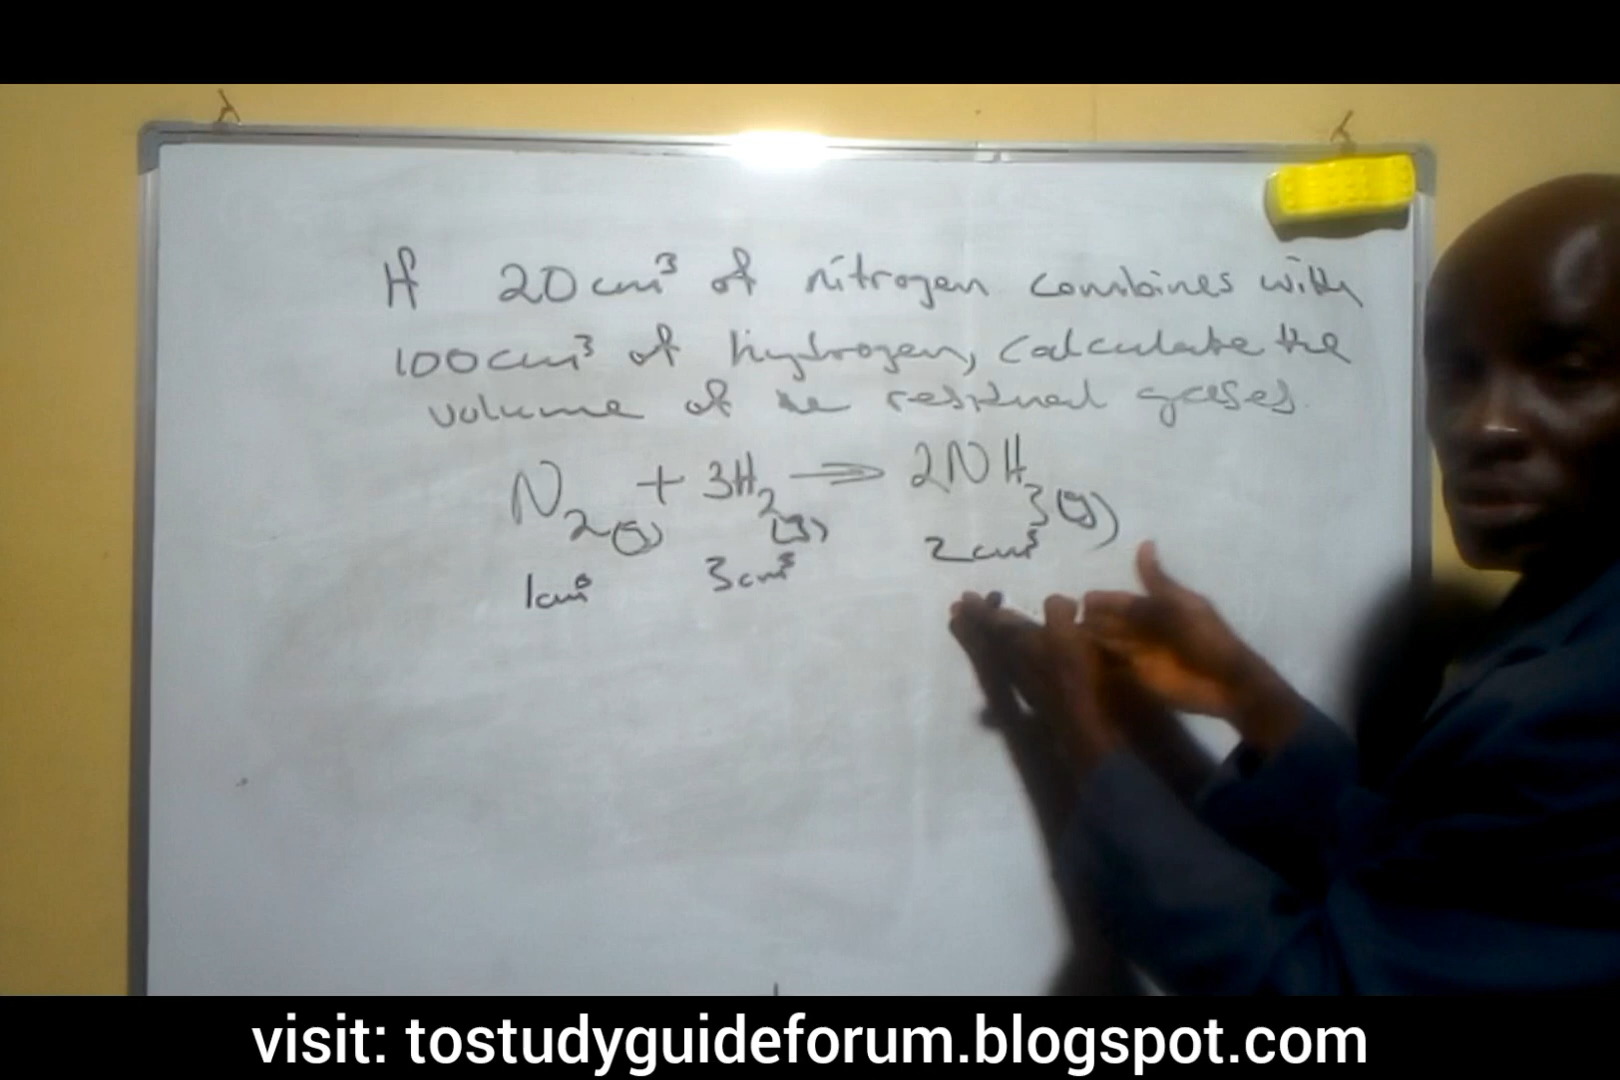 If 20cm³ of nitrogen combines with
100cm³ of hydrogen, calculate the
volume of the residual gases.
N₂(g) + 3H₂(g) → 2NH₃(g)
1cm³ 3cm³ 2cm³
visit: tostudyguideforum.blogspot.com